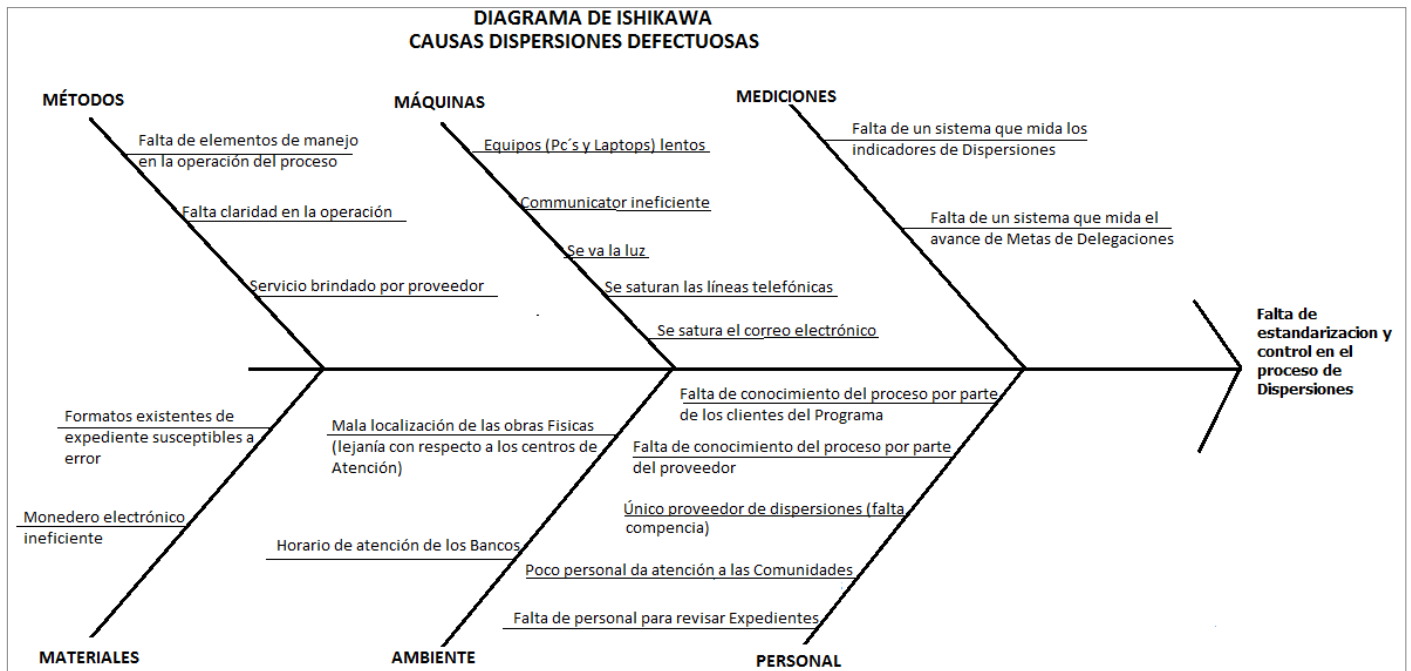 DIAGRAMA DE ISHIKAWA
CAUSAS DISPERSIONES DEFECTUOSAS
MÉTODOS
Falta de elementos de manejo
en la operación del proceso
Falta claridad en la operación
Servicio brindado por proveedor
MÁQUINAS
Equipos (Pc´s y Laptops) lentos
Communicator ineficiente
Se va la luz
Se saturan las líneas telefónicas
Se satura el correo electrónico
MEDICIONES
Falta de un sistema que mida los
indicadores de Dispersiones
Falta de un sistema que mida el
avance de Metas de Delegaciones
Falta de
estandarizacion y
control en el
proceso de
Dispersiones
Formatos existentes de
expediente susceptibles a
error
Monedero electrónico
ineficiente
MATERIALES
Mala localización de las obras Fisicas
(lejanía con respecto a los centros de
Atención)
Horario de atención de los Bancos
AMBIENTE
Falta de conocimiento del proceso por parte
de los clientes del Programa
Falta de conocimiento del proceso por parte
del proveedor
Único proveedor de dispersiones (falta
compencia)
Poco personal da atención a las Comunidades
Falta de personal para revisar Expedientes
PERSONAL